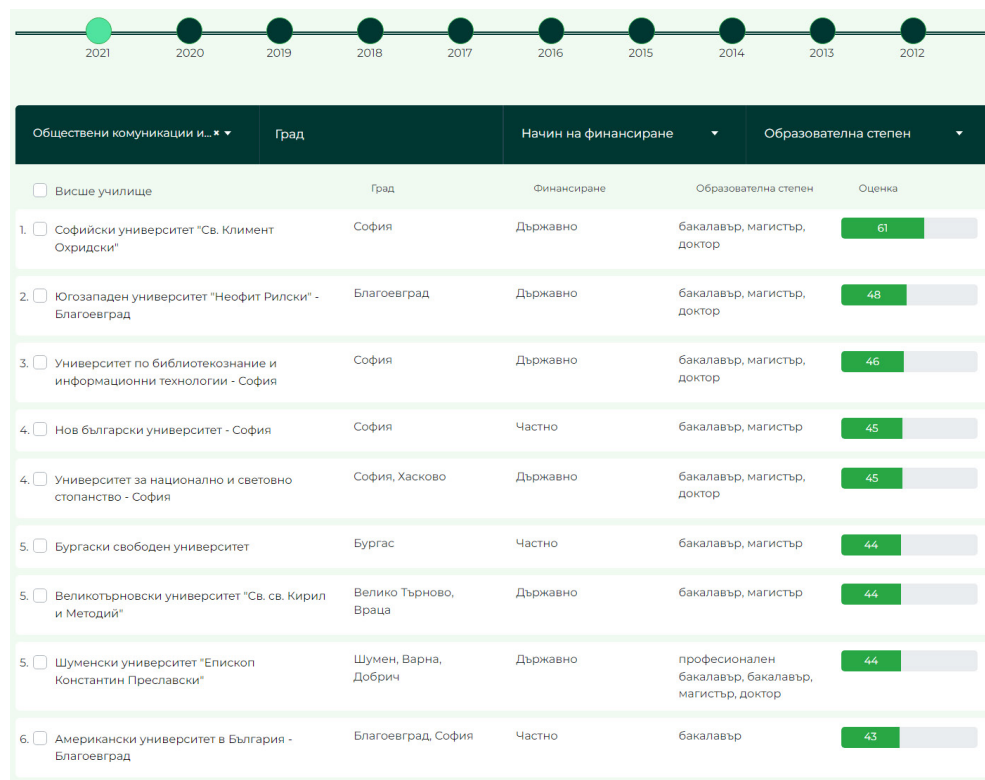 2021 2020 2019 2018 2017 2016 2015 2014 2013 2012
Обществени комуникации и... × Град Начин на финансиране Образователна степен
Висше училище Град Финансиране Образователна степен Оценка
1. Софийски университет "Св. Климент София Държавно бакалавър, магистър, 61
Охридски" доктор
2. Югозападен университет "Неофит Рилски" - Благоевград Държавно бакалавър, магистър, 48
Благоевград доктор
3. Университет по библиотекознание и София Държавно бакалавър, магистър, 46
информационни технологии - София доктор
4. Нов български университет - София София Частно бакалавър, магистър 45
4. Университет за национално и световно София, Хасково Държавно бакалавър, магистър, 45
стопанство - София доктор
5. Бургаски свободен университет Бургас Частно бакалавър, магистър 44
5. Великотърновски университет "Св. св. Кирил Велико Търново, Държавно бакалавър, магистър 44
и Методий" Враца
5. Шуменски университет "Епископ Шумен, Варна, Държавно професионален 44
Константин Преславски" Добрич бакалавър, бакалавър,
магистър, доктор
6. Американски университет в България - Благоевград, София Частно бакалавър 43
Благоевград